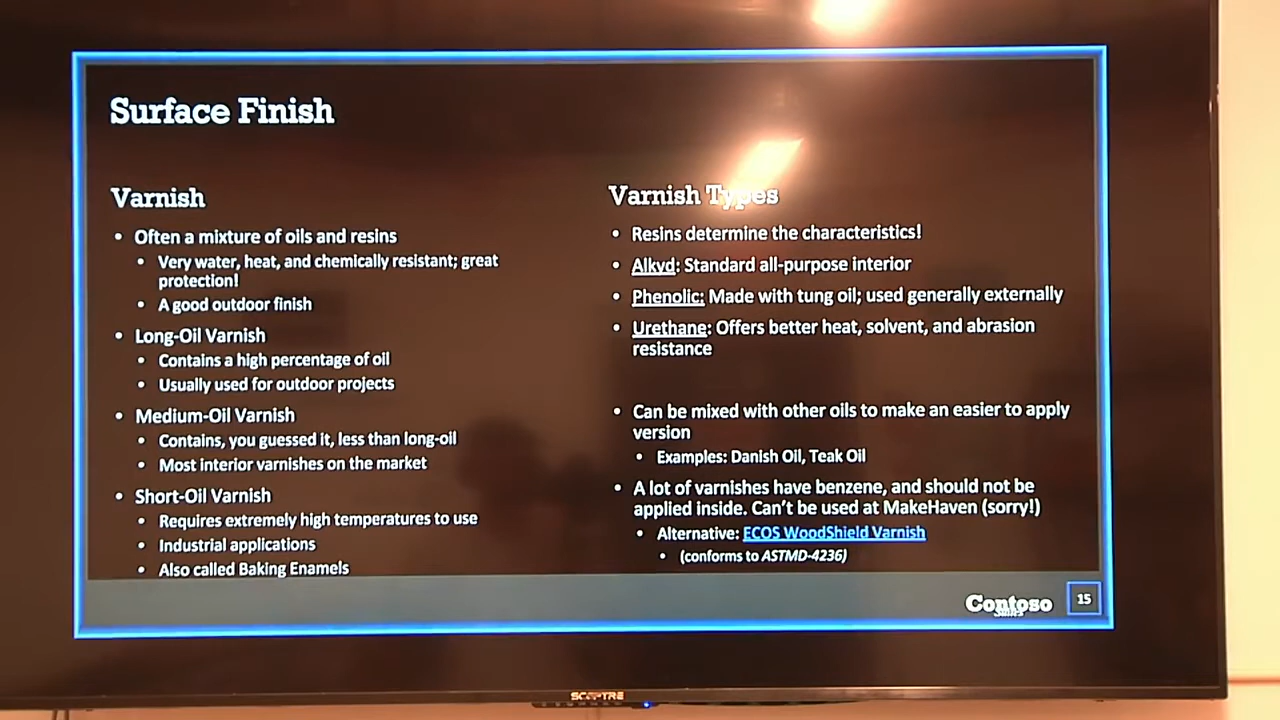 Surface Finish
Varnish
• Often a mixture of oils and resins
• Very water, heat, and chemically resistant; great
protection!
• A good outdoor finish
• Long-Oil Varnish
• Contains a high percentage of oil
• Usually used for outdoor projects
• Medium-Oil Varnish
• Contains, you guessed it, less than long-oil
• Most interior varnishes on the market
• Short-Oil Varnish
• Requires extremely high temperatures to use
• Industrial applications
• Also called Baking Enamels
Varnish Types
• Resins determine the characteristics!
• Alkyd: Standard all-purpose interior
• Phenolic: Made with tung oil; used generally externally
• Urethane: Offers better heat, solvent, and abrasion
resistance
• Can be mixed with other oils to make an easier to apply
version
• Examples: Danish Oil, Teak Oil
• A lot of varnishes have benzene, and should not be
applied inside. Can't be used at MakeHaven (sorry!)
• Alternative: ECOS WoodShield Varnish
• (conforms to ASTMD-4236)
Contoso
15
SCEPTRE